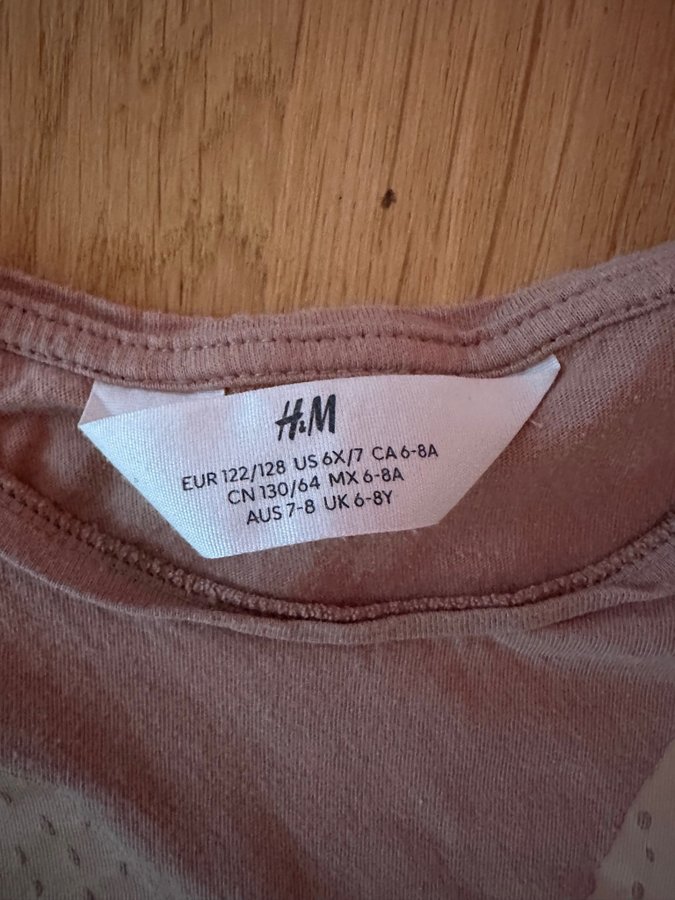 H&M
EUR 122/128 US 6X/7 CA 6-8A
CN 130/64 MX 6-8A
AUS 7-8 UK 6-8Y